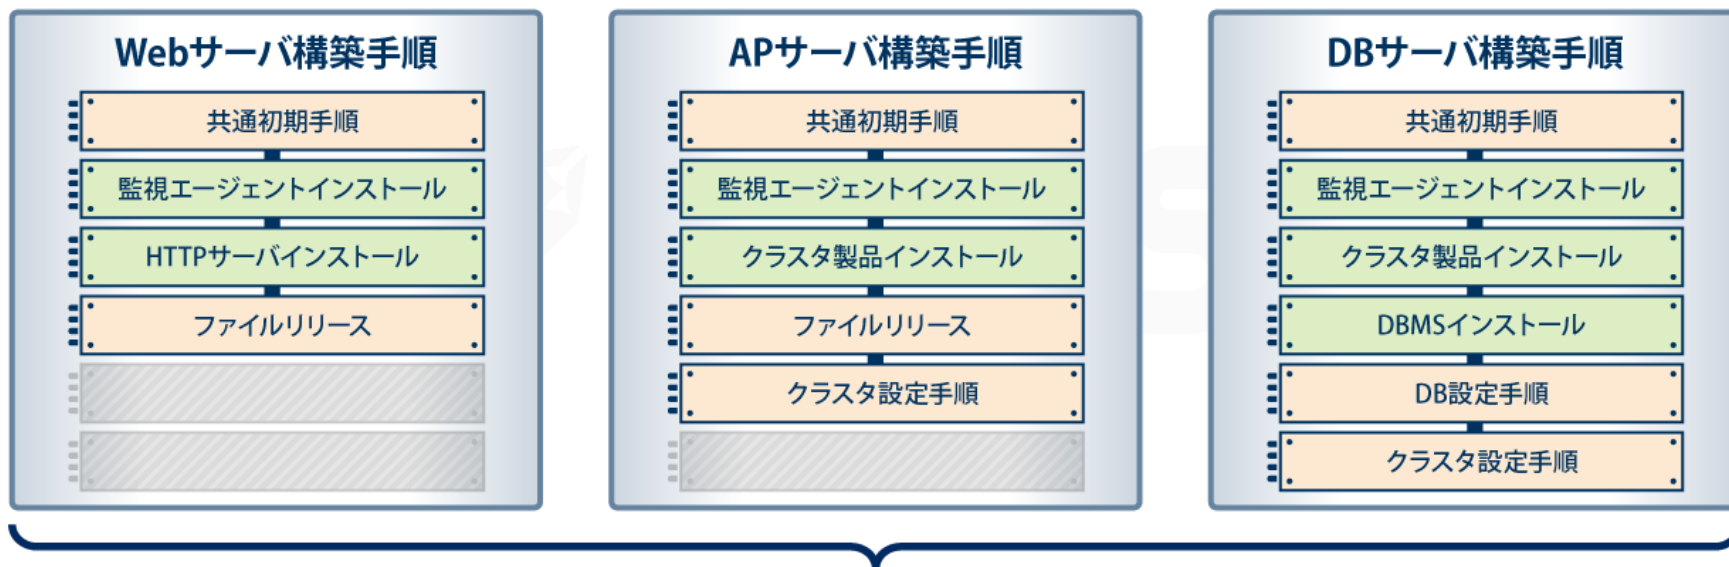 Webサーバ構築手順
共通初期手順
監視エージェントインストール
HTTPサーバインストール
ファイルリリース
APサーバ構築手順
共通初期手順
監視エージェントインストール
クラスタ製品インストール
ファイルリリース
クラスタ設定手順
DBサーバ構築手順
共通初期手順
監視エージェントインストール
クラスタ製品インストール
DBMSインストール
DB設定手順
クラスタ設定手順